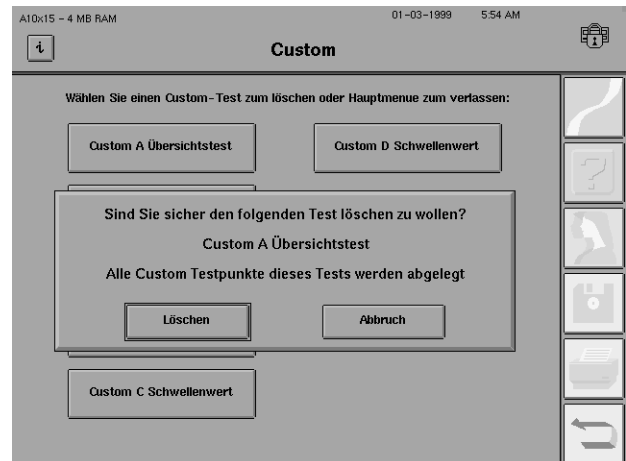 A10x15 - 4 MB RAM
01-03-1999 5:54 AM
i
Custom
Wählen Sie einen Custom-Test zum löschen oder Hauptmenue zum verlassen:
Custom A Übersichtstest
Custom D Schwellenwert
Sind Sie sicher den folgenden Test löschen zu wollen?
Custom A Übersichtstest
Alle Custom Testpunkte dieses Tests werden abgelegt
Löschen
Abbruch
Custom C Schwellenwert
?